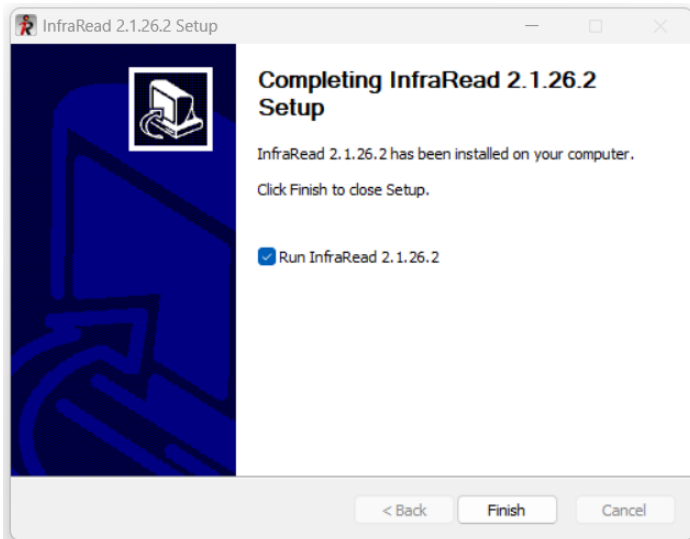 InfraRead 2.1.26.2 Setup
Completing InfraRead 2.1.26.2
Setup
InfraRead 2.1.26.2 has been installed on your computer.
Click Finish to close Setup.
Run InfraRead 2.1.26.2
< Back
Finish
Cancel